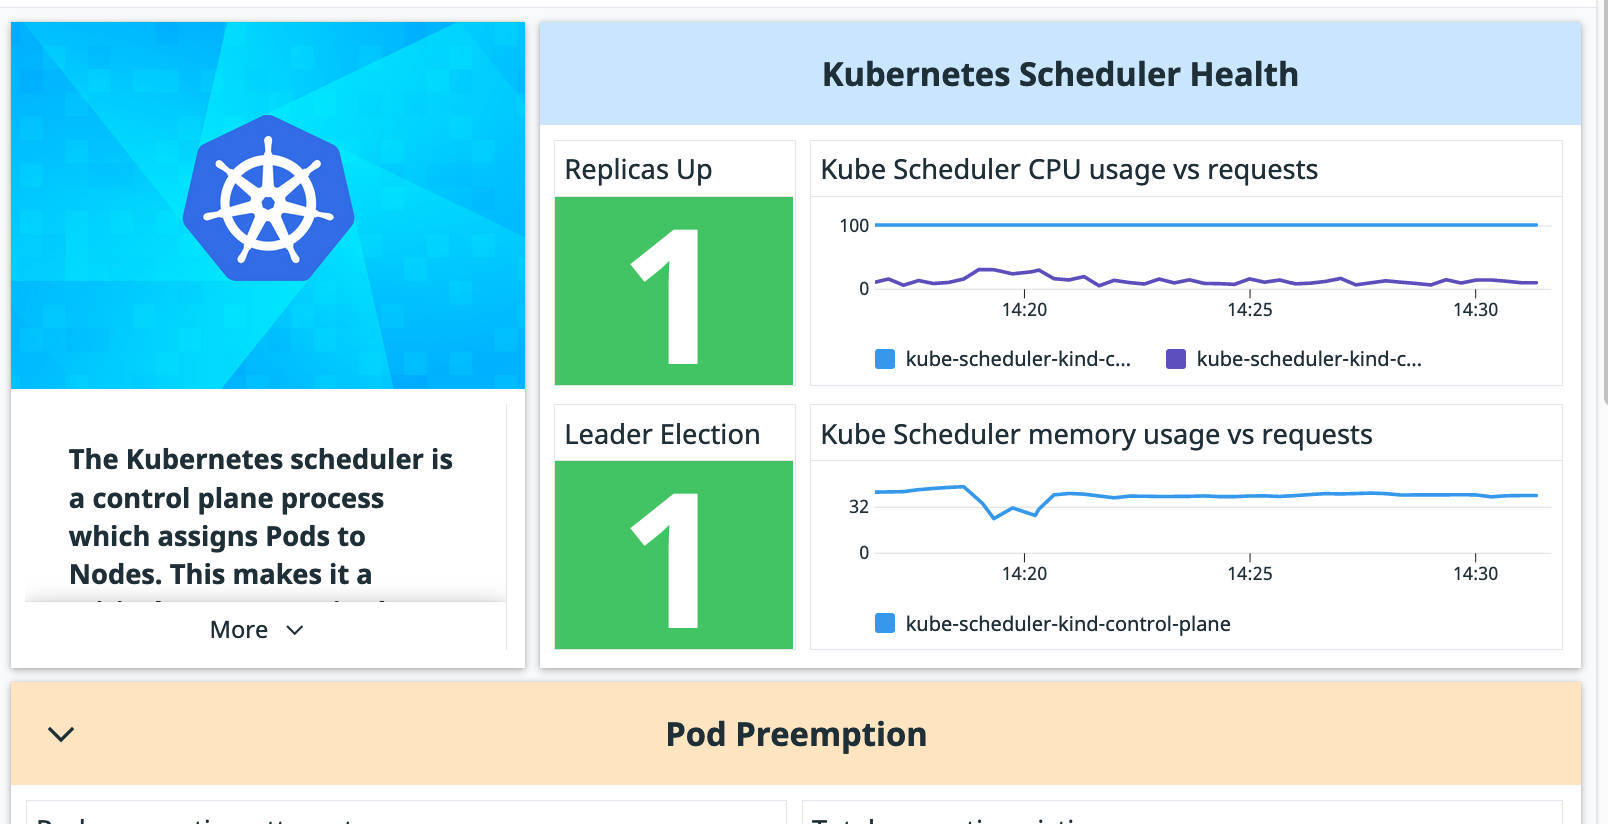 Kubernetes Scheduler Health
Replicas Up
1
Kube Scheduler CPU usage vs requests
100
0
14:20 14:25 14:30
kube-scheduler-kind-c... kube-scheduler-kind-c...
Leader Election
1
Kube Scheduler memory usage vs requests
32
0
14:20 14:25 14:30
kube-scheduler-kind-control-plane
The Kubernetes scheduler is
a control plane process
which assigns Pods to
Nodes. This makes it a
More
Pod Preemption